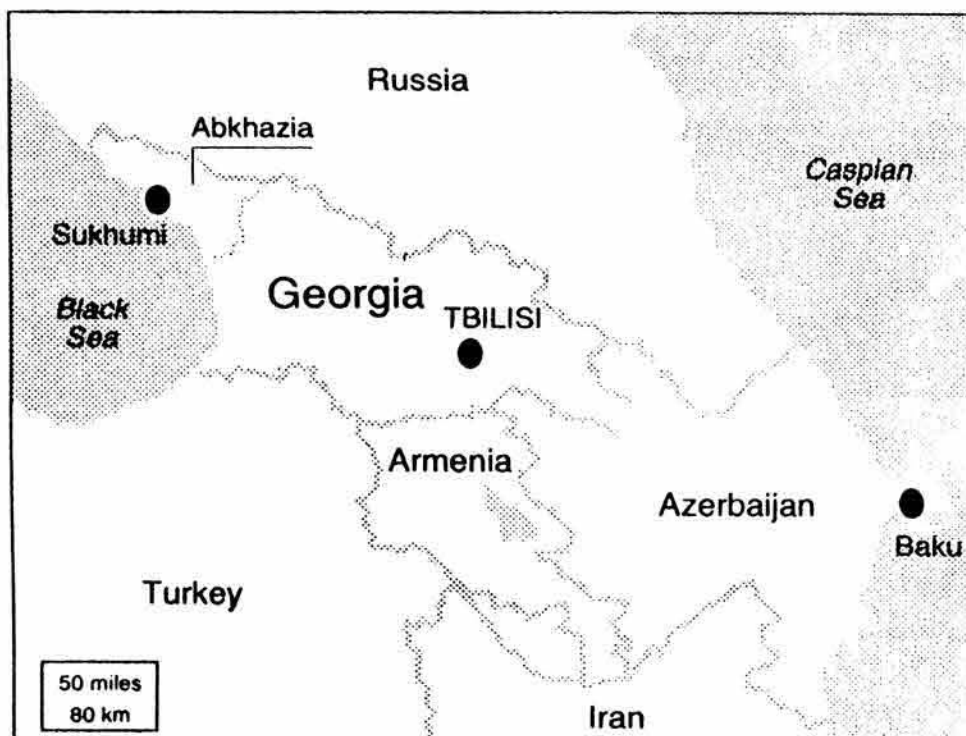 Russia
Abkhazia
Caspian
Sea
Sukhumi
Georgia
Black
Sea
TBILISI
Armenia
Azerbaijan
Baku
Turkey
50 miles
80 km
Iran